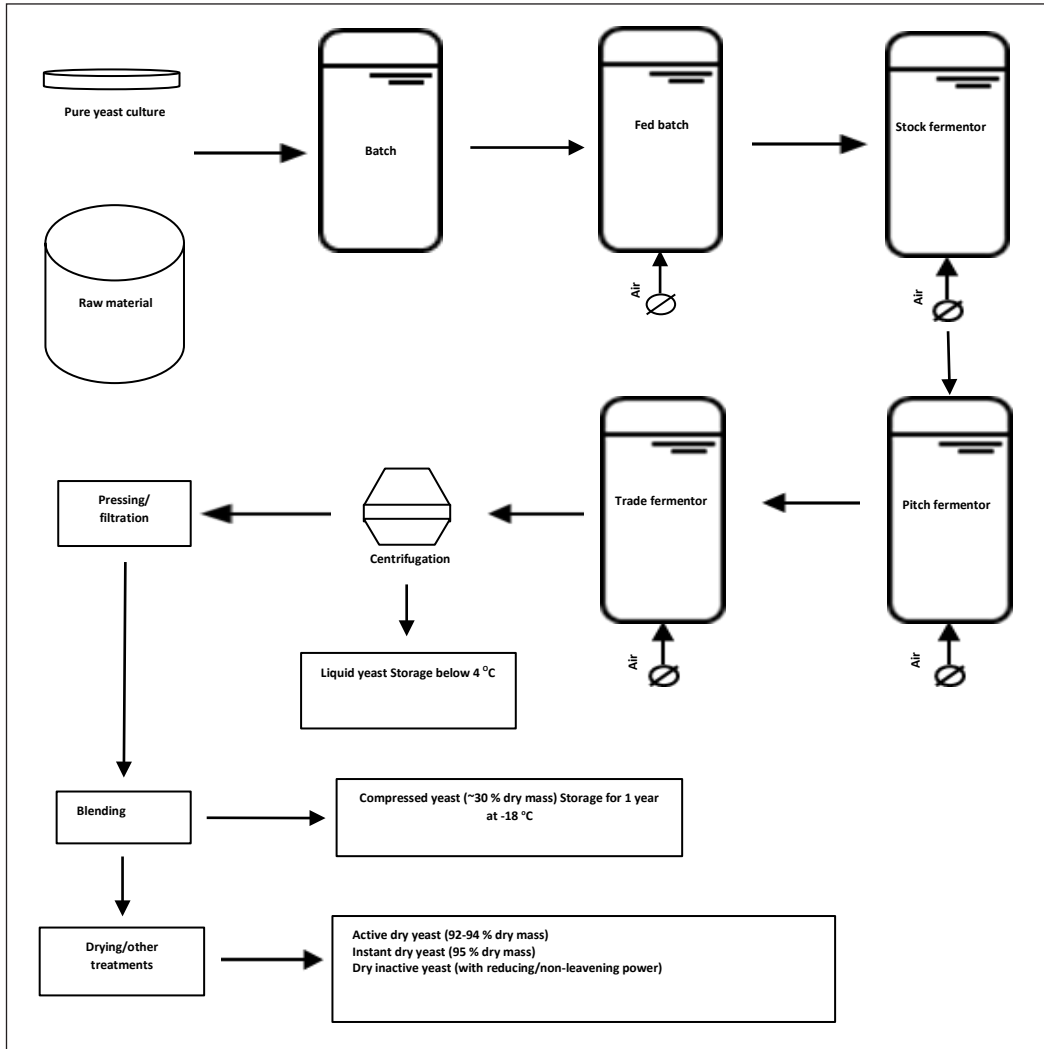 Pure yeast culture
Batch
Fed batch
Stock fermentor
Raw material
Air
Air
Pressing/
filtration
Centrifugation
Trade fermentor
Pitch fermentor
Air
Air
Liquid yeast Storage below 4 °C
Blending
Compressed yeast (~30 % dry mass) Storage for 1 year
at -18 °C
Drying/other
treatments
Active dry yeast (92-94 % dry mass)
Instant dry yeast (95 % dry mass)
Dry inactive yeast (with reducing/non-leavening power)